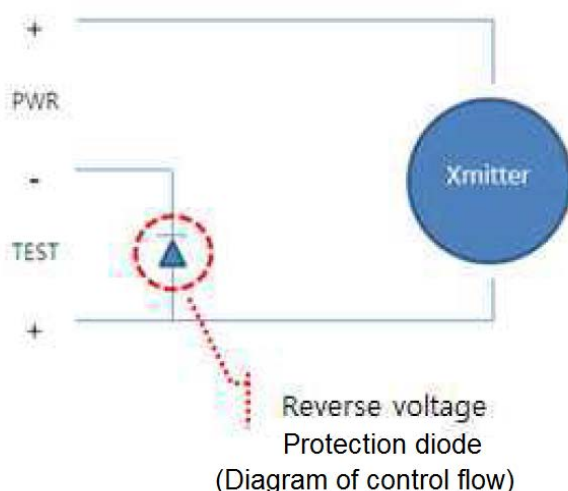 +
PWR
Xmitter
-
TEST
+
Reverse voltage
Protection diode
(Diagram of control flow)